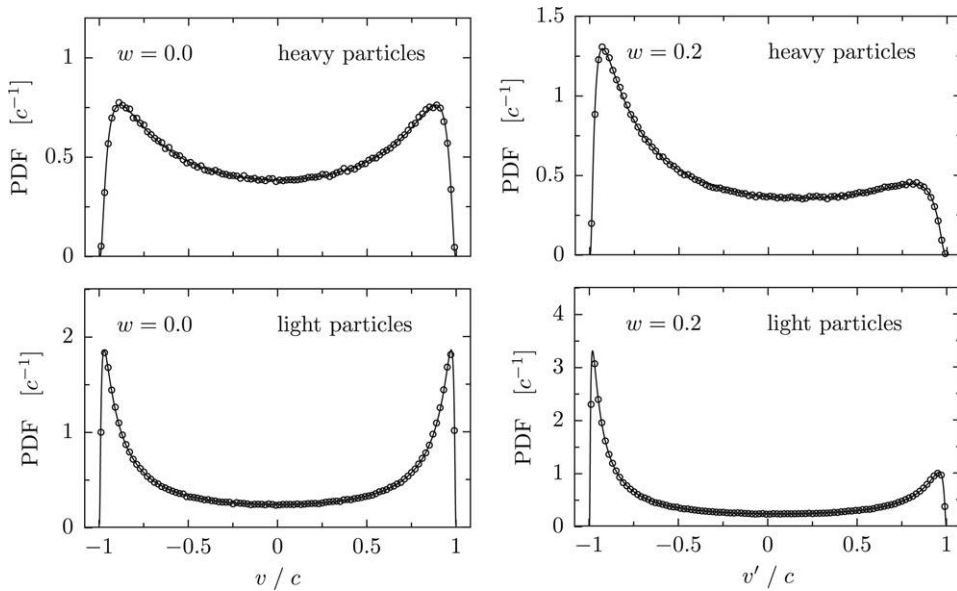 1
0.5
0
PDF [c⁻¹]
w = 0.0 heavy particles
1.5
1
0.5
0
PDF [c⁻¹]
w = 0.2 heavy particles
2
1
0
PDF [c⁻¹]
w = 0.0 light particles
−1 −0.5 0 0.5 1
v / c
4
3
2
1
0
PDF [c⁻¹]
w = 0.2 light particles
−1 −0.5 0 0.5 1
v′ / c